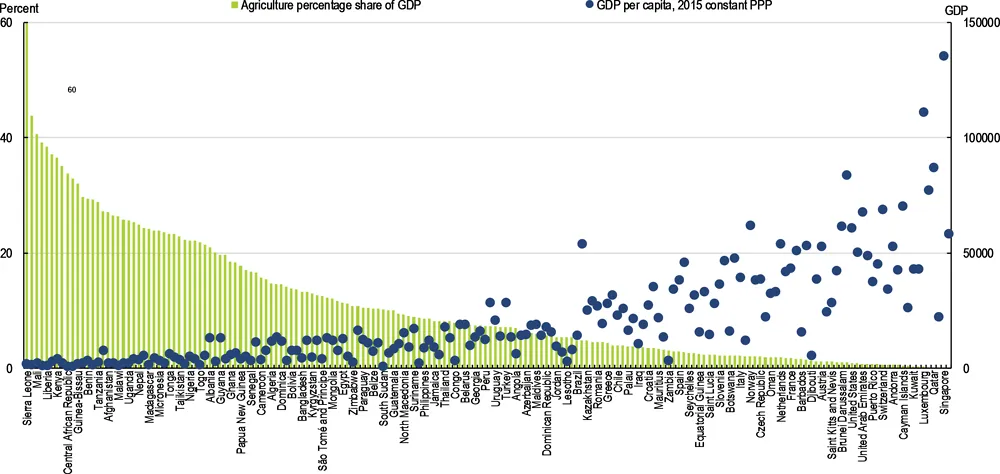 Percent
Agriculture percentage share of GDP
GDP per capita, 2015 constant PPP
GDP
60
150000
60
40
100000
20
50000
0
0
Sierra Leone
Mali
Liberia
Kenya
Central African Republic
Guinea-Bissau
Benin
Tanzania
Afghanistan
Malawi
Uganda
Nepal
Madagascar
Micronesia
Tonga
Tajikistan
Nigeria
Togo
Albania
Guyana
Ghana
Papua New Guinea
Senegal
Cameroon
Algeria
Dominica
Bolivia
Bangladesh
Kyrgyzstan
São Tomé and Príncipe
Mongolia
Egypt
Zimbabwe
Paraguay
Belize
South Sudan
Guatemala
North Macedonia
Suriname
Philippines
Jamaica
Thailand
Congo
Belarus
Georgia
Peru
Uruguay
Turkey
Angola
Azerbaijan
Maldives
Dominican Republic
Jordan
Lesotho
Brazil
Kazakhstan
Romania
Greece
Chile
Palau
Iraq
Croatia
Mauritius
Zambia
Spain
Seychelles
Equatorial Guinea
Saint Lucia
Slovenia
Botswana
Italy
Norway
Czech Republic
Oman
Netherlands
France
Barbados
Djibouti
Austria
Saint Kitts and Nevis
Brunei Darussalam
United States
United Arab Emirates
Puerto Rico
Switzerland
Andorra
Cayman Islands
Kuwait
Luxembourg
Qatar
Singapore